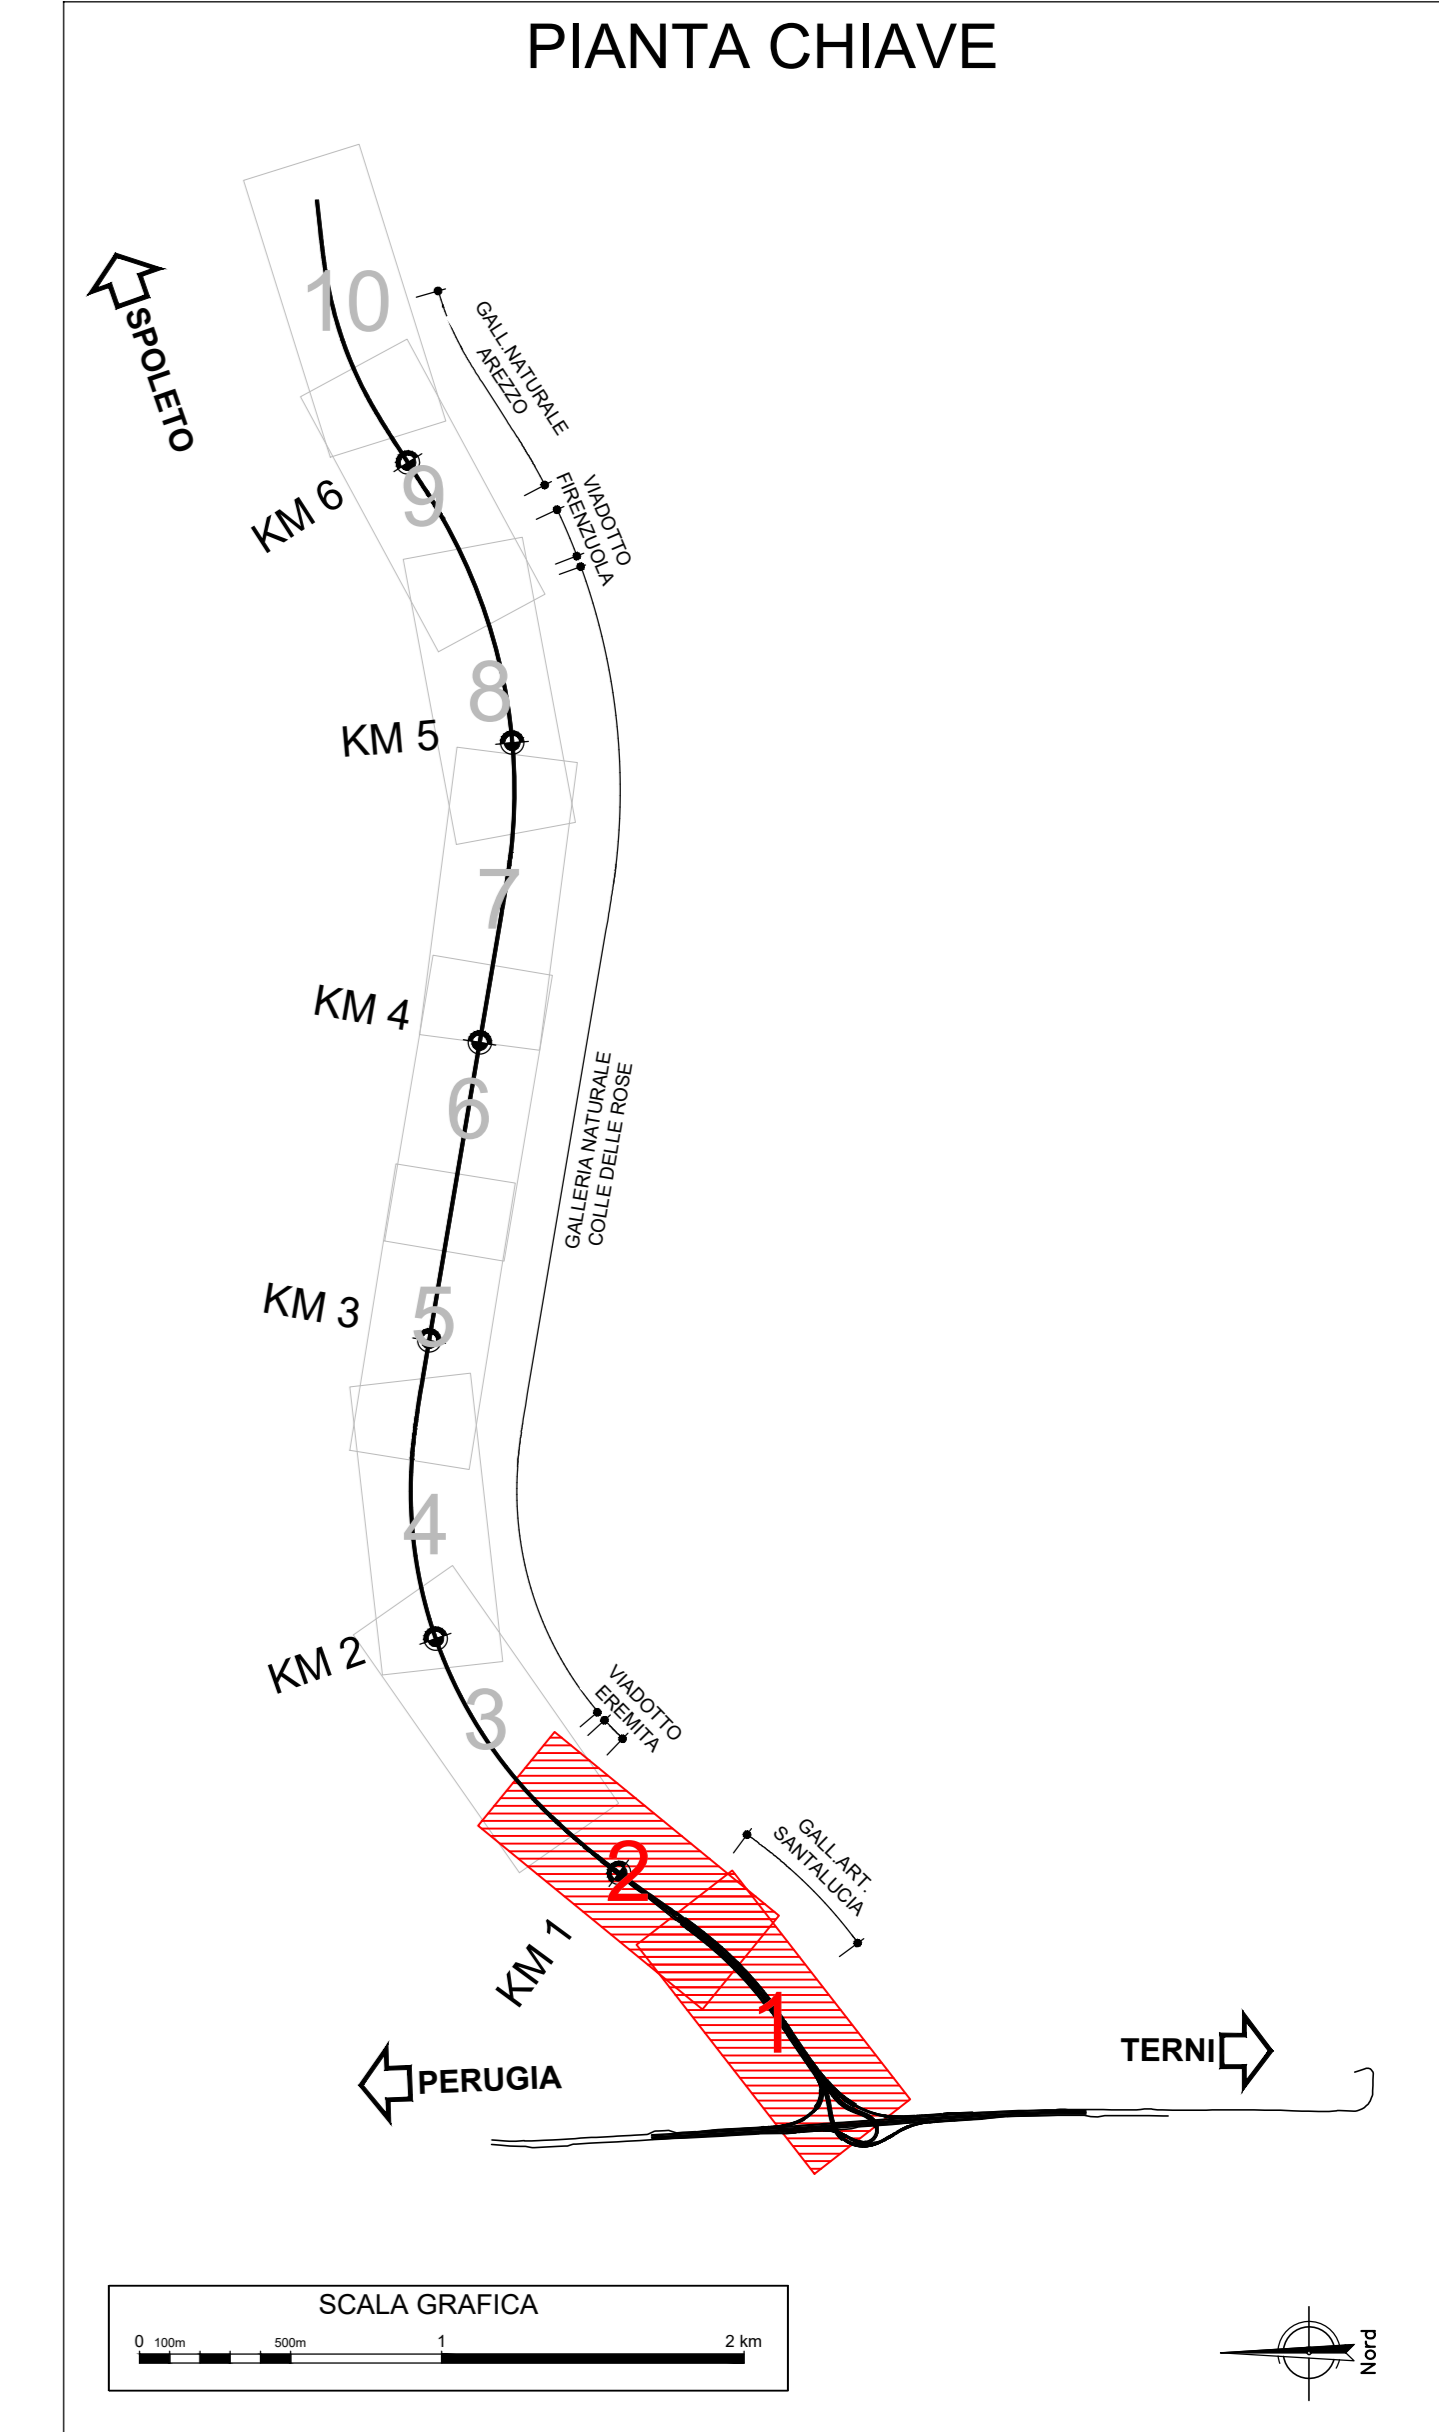 PIANTA CHIAVE
10
SPOLETO
GALL.NATURALE
AREZZO
9
KM 6
VIADOTTO
FIRENZUOLA
8
KM 5
7
KM 4
6
GALLERIA NATURALE
COLLE DELLE ROSE
KM 3
5
4
KM 2
3
VIADOTTO
EREMITA
GALL.ART.
SANTALUCIA
2
KM 1
1
TERNI
PERUGIA
SCALA GRAFICA
0 100m 500m 1 2 km
Nord